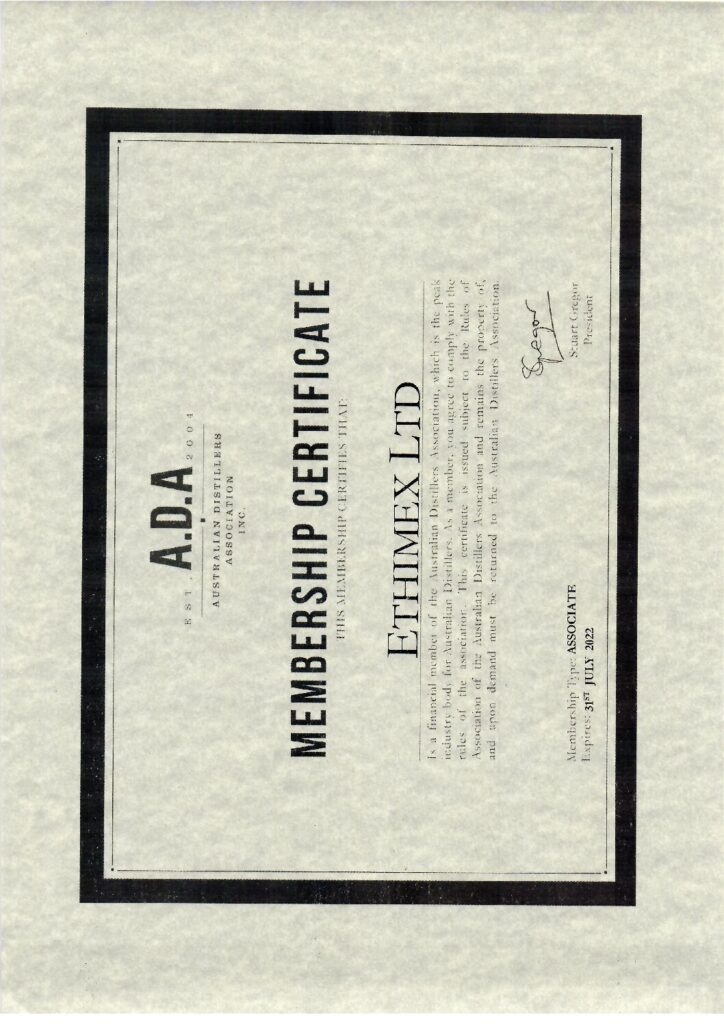 EST. A.D.A 2004
AUSTRALIAN DISTILLERS
ASSOCIATION
INC.
MEMBERSHIP CERTIFICATE
THIS MEMBERSHIP CERTIFIES THAT:
ETHIMEX LTD
Is a financial member of the Australian Distillers Association, which is the peak
industry body for Australian Distillers. As a member, you agree to comply with the
rules of the association. This certificate is issued subject to the Rules of
Association of the Australian Distillers Association and remains the property of,
and upon demand must be returned to the Australian Distillers Association.
SGregor
Stuart Gregor
President
Membership Type: ASSOCIATE
Expires: 31ST JULY 2022